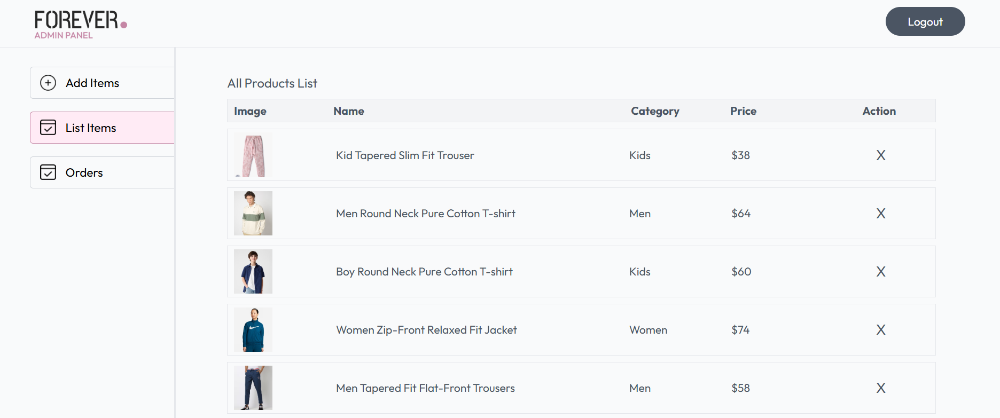 FOREVER.
ADMIN PANEL
Logout
Add Items
List Items
Orders
All Products List
Image Name Category Price Action
Kid Tapered Slim Fit Trouser Kids $38 X
Men Round Neck Pure Cotton T-shirt Men $64 X
Boy Round Neck Pure Cotton T-shirt Kids $60 X
Women Zip-Front Relaxed Fit Jacket Women $74 X
Men Tapered Fit Flat-Front Trousers Men $58 X